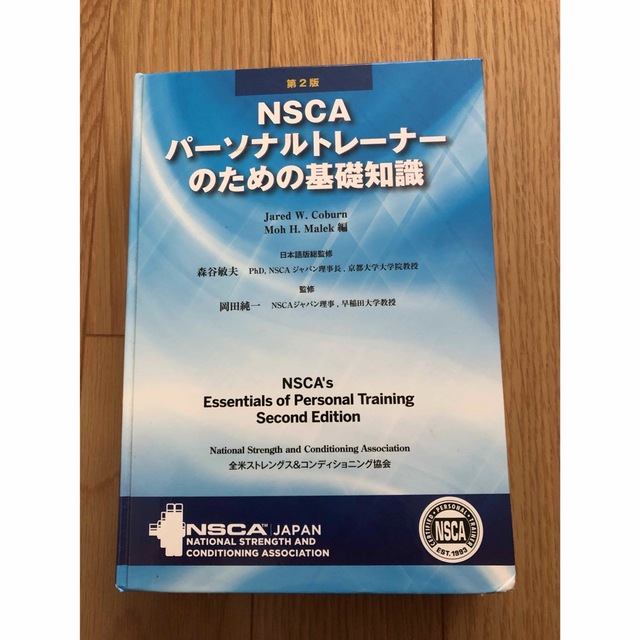 第2版
NSCA
パーソナルトレーナー
のための基礎知識
Jared W. Coburn
Moh H. Malek 編
日本語版総監修
森谷敏夫 PhD, NSCA ジャパン理事長, 京都大学大学院教授
監修
岡田純一 NSCAジャパン理事, 早稲田大学教授
NSCA's
Essentials of Personal Training
Second Edition
National Strength and Conditioning Association
全米ストレングス&コンディショニング協会
NSCA™ JAPAN
NATIONAL STRENGTH AND
CONDITIONING ASSOCIATION
CERTIFIED • PERSONAL • TRAINER
NSCA
EST. 1993